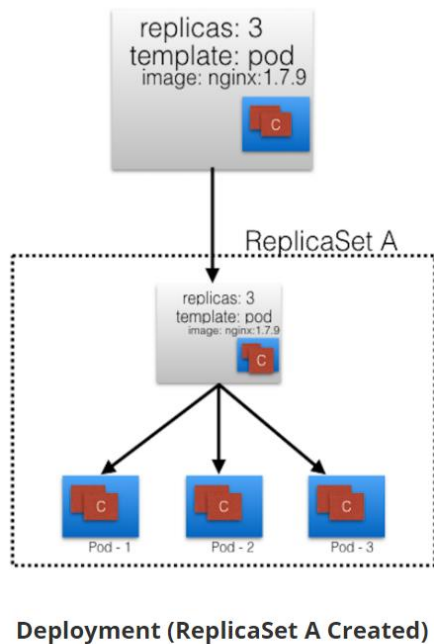 replicas: 3
template: pod
image: nginx:1.7.9
C
ReplicaSet A
replicas: 3
template: pod
image: nginx:1.7.9
C
C
C
C
Pod - 1
Pod - 2
Pod - 3
Deployment (ReplicaSet A Created)